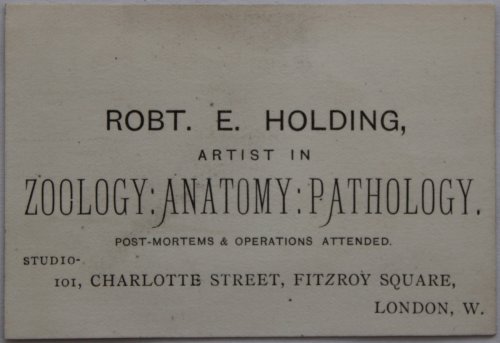 ROBT. E. HOLDING,
ARTIST IN
ZOOLOGY: ANATOMY: PATHOLOGY.
POST-MORTEMS & OPERATIONS ATTENDED.
STUDIO-
101, CHARLOTTE STREET, FITZROY SQUARE,
LONDON, W.